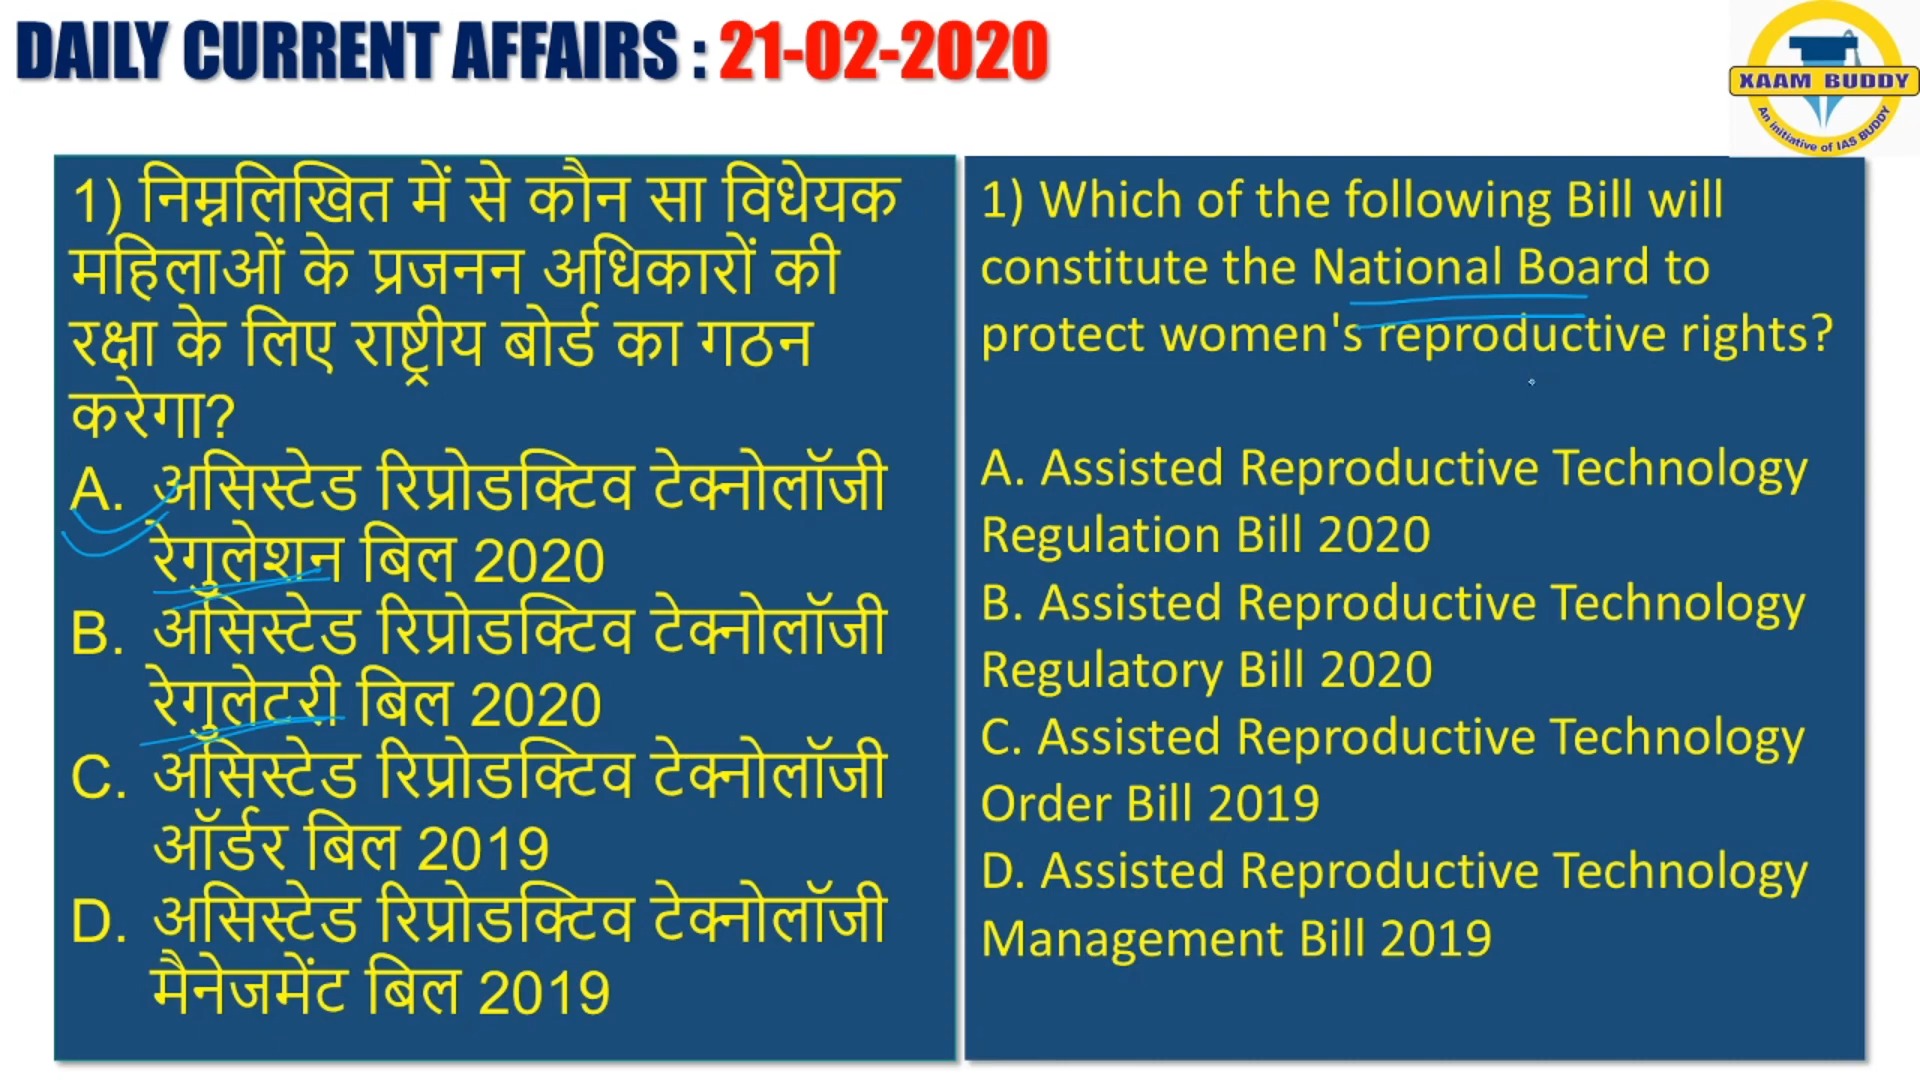 DAILY CURRENT AFFAIRS : 21-02-2020
XAAM BUDDY
An initiative of IAS BUDDY
1) निम्नलिखित में से कौन सा विधेयक
महिलाओं के प्रजनन अधिकारों की
रक्षा के लिए राष्ट्रीय बोर्ड का गठन
करेगा?
A. असिस्टेड रिप्रोडक्टिव टेक्नोलॉजी
रेगुलेशन बिल 2020
B. असिस्टेड रिप्रोडक्टिव टेक्नोलॉजी
रेगुलेटरी बिल 2020
C. असिस्टेड रिप्रोडक्टिव टेक्नोलॉजी
ऑर्डर बिल 2019
D. असिस्टेड रिप्रोडक्टिव टेक्नोलॉजी
मैनेजमेंट बिल 2019
1) Which of the following Bill will
constitute the National Board to
protect women's reproductive rights?
A. Assisted Reproductive Technology
Regulation Bill 2020
B. Assisted Reproductive Technology
Regulatory Bill 2020
C. Assisted Reproductive Technology
Order Bill 2019
D. Assisted Reproductive Technology
Management Bill 2019